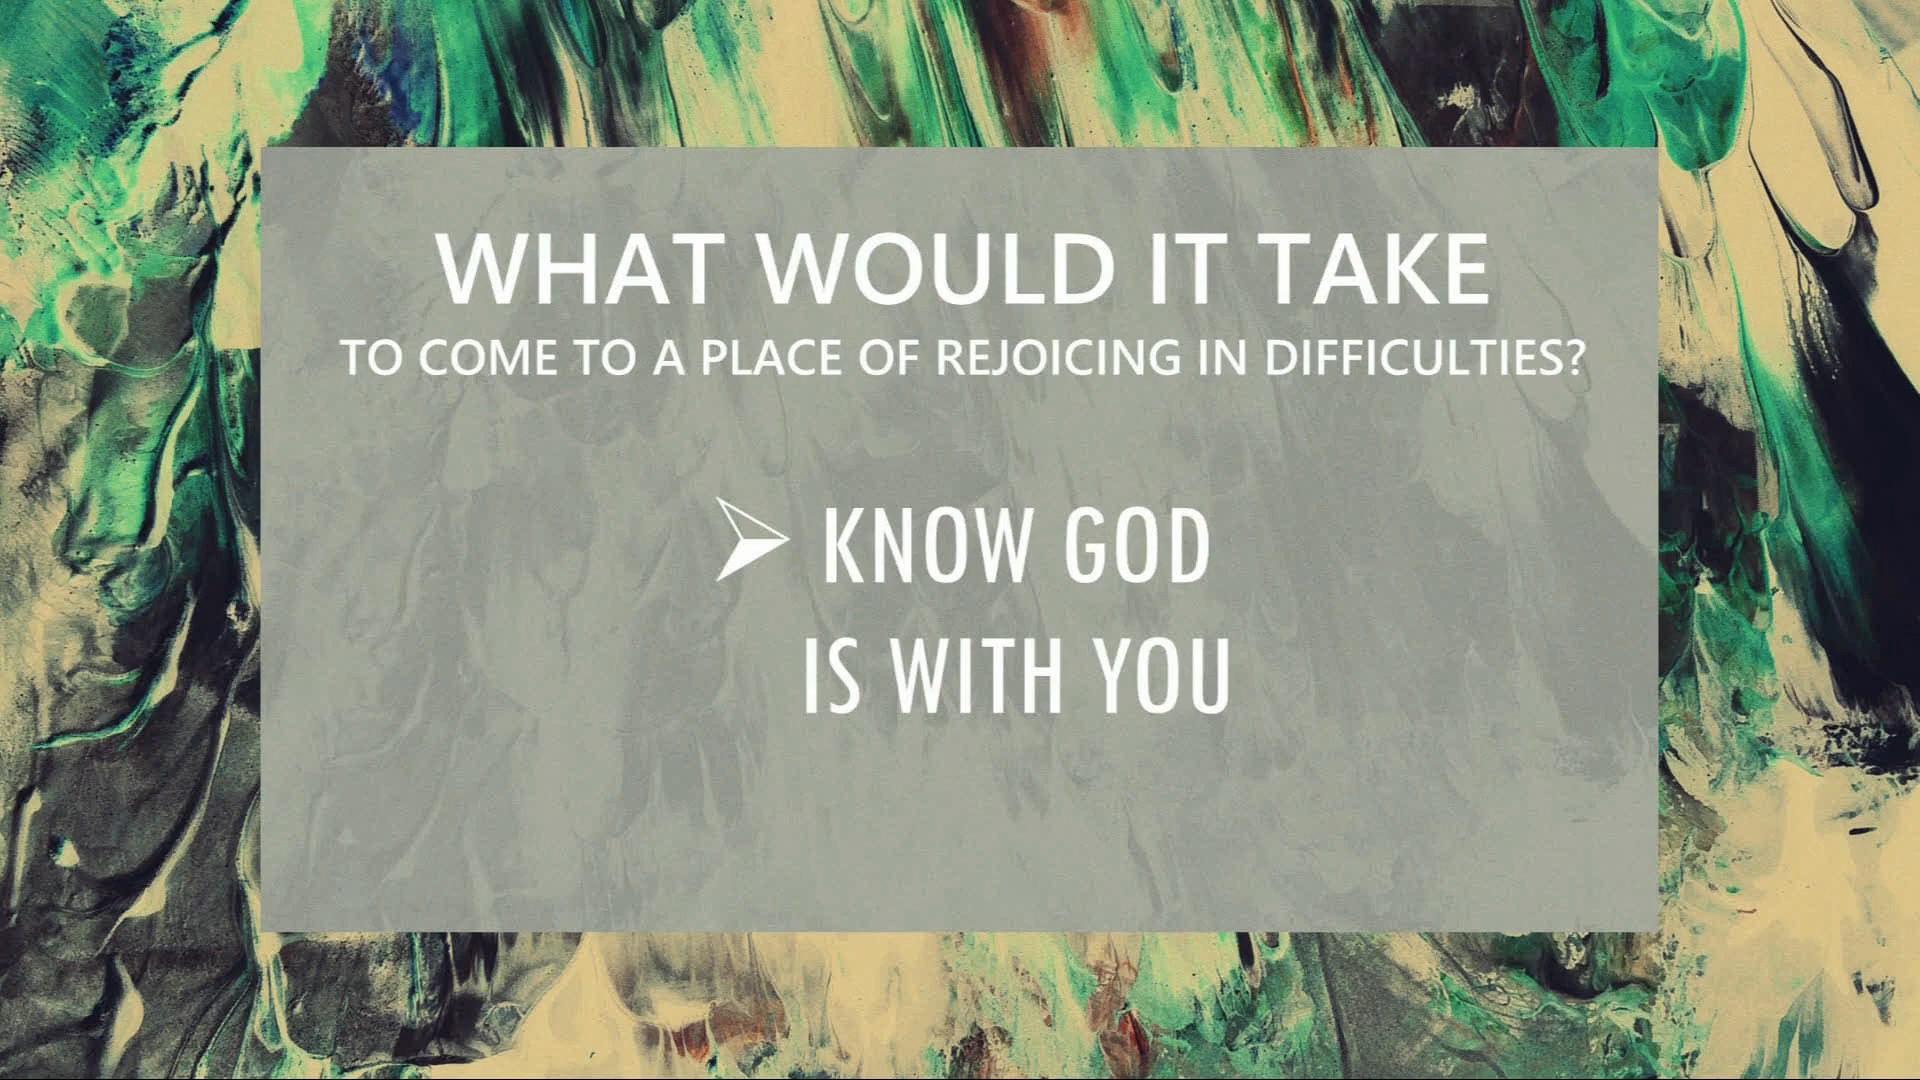 WHAT WOULD IT TAKE
TO COME TO A PLACE OF REJOICING IN DIFFICULTIES?
➢ KNOW GOD
IS WITH YOU